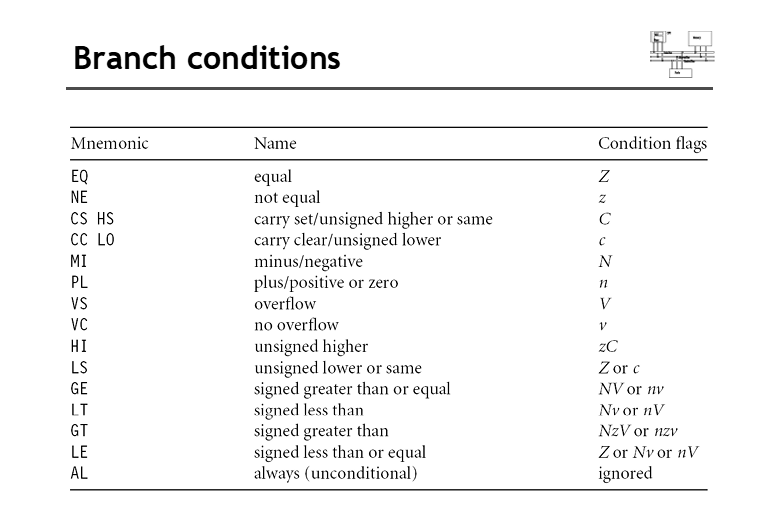 Branch conditions
Mnemonic Name Condition flags
EQ equal Z
NE not equal z
CS HS carry set/unsigned higher or same C
CC LO carry clear/unsigned lower c
MI minus/negative N
PL plus/positive or zero n
VS overflow V
VC no overflow v
HI unsigned higher zC
LS unsigned lower or same Z or c
GE signed greater than or equal NV or nv
LT signed less than Nv or nV
GT signed greater than NzV or nzv
LE signed less than or equal Z or Nv or nV
AL always (unconditional) ignored